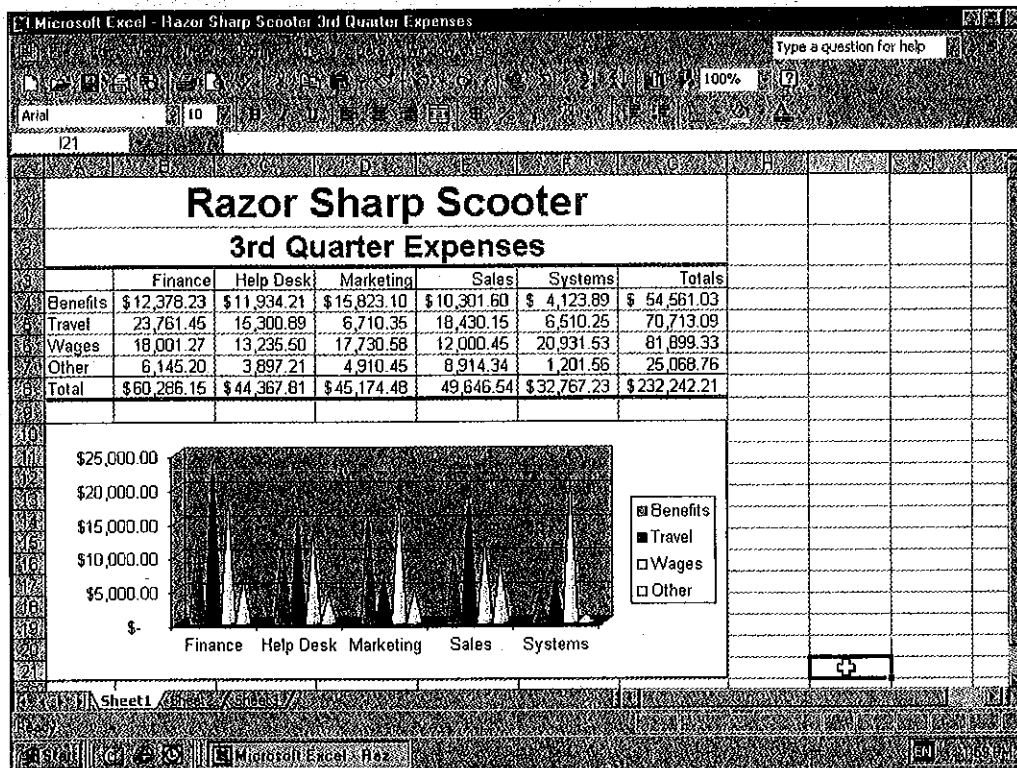 Microsoft Excel - Razor Sharp Scooter 3rd Quarter Expenses
Type a question for help
100%
Arial 10
I21
A B C D E F G H I J
Razor Sharp Scooter
3rd Quarter Expenses
Finance Help Desk Marketing Sales Systems Totals
Benefits $12,378.23 $11,934.21 $15,823.10 $10,301.60 $ 4,123.89 $ 54,561.03
Travel 23,761.45 15,300.89 6,710.35 18,430.15 6,510.25 70,713.09
Wages 18,001.27 13,235.50 17,730.58 12,000.45 20,931.53 81,899.33
Other 6,145.20 3,897.21 4,910.45 8,914.34 1,201.56 25,068.76
Total $60,286.15 $44,367.81 $45,174.48 49,646.54 $32,767.23 $232,242.21
$25,000.00
$20,000.00
$15,000.00
$10,000.00
$5,000.00
$-
Finance Help Desk Marketing Sales Systems
Benefits
Travel
Wages
Other
Sheet1
Start Microsoft Excel - Raz... EN